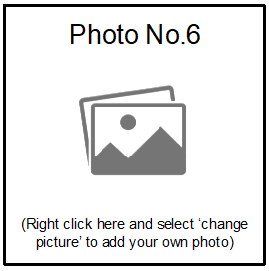 Photo No.6
(Right click here and select ‘change
picture’ to add your own photo)